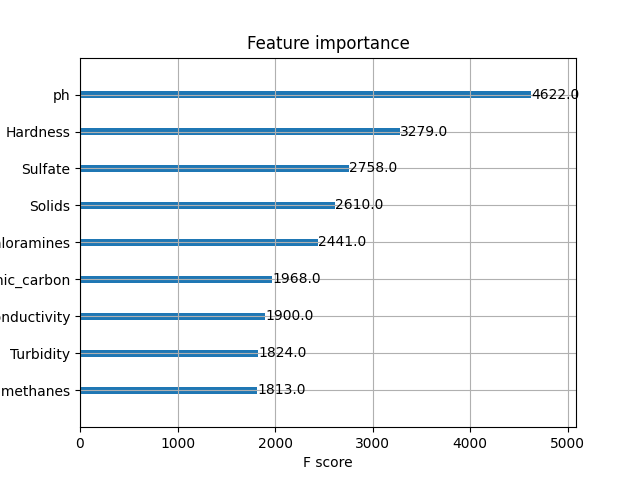 Feature importance
ph
4622.0
Hardness
3279.0
Sulfate
2758.0
Solids
2610.0
loramines
2441.0
nic_carbon
1968.0
nductivity
1900.0
Turbidity
1824.0
methanes
1813.0
0 1000 2000 3000 4000 5000
F score